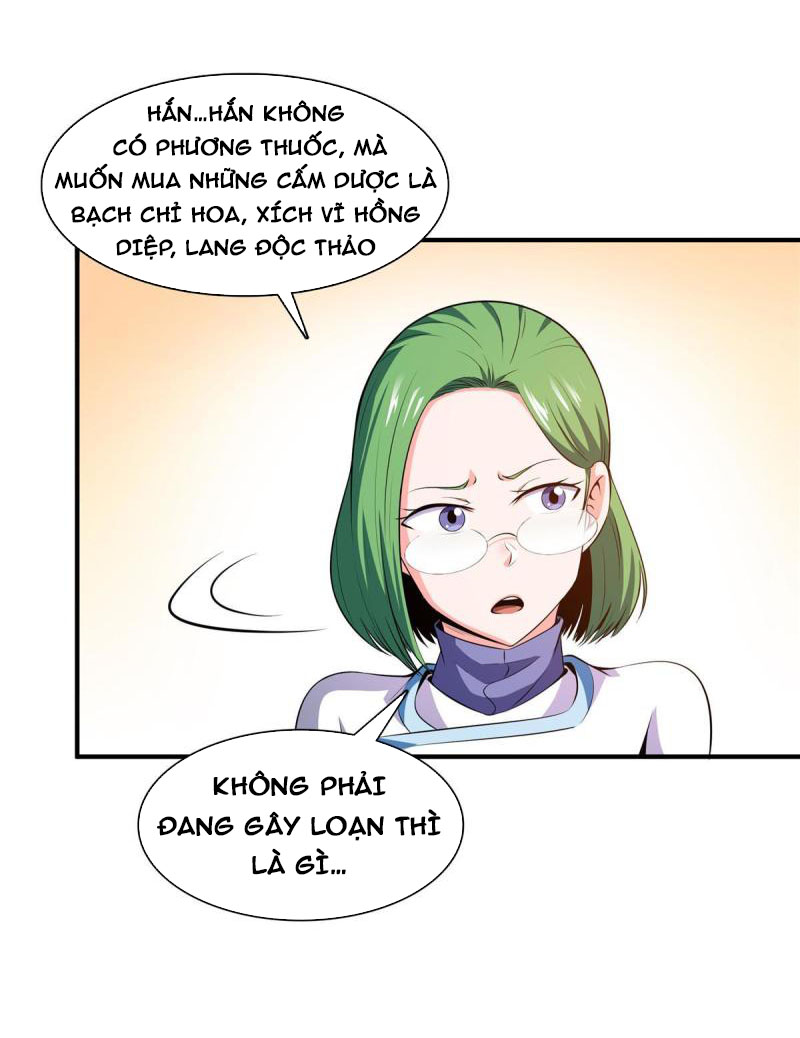 HẮN...HẮN KHÔNG
CÓ PHƯƠNG THUỐC, MÀ
MUỐN MUA NHỮNG CẤM DƯỢC LÀ
BẠCH CHỈ HOA, XÍCH VĨ HỒNG
DIỆP, LANG ĐỘC THẢO
KHÔNG PHẢI
ĐANG GÂY LOẠN THÌ
LÀ GÌ...